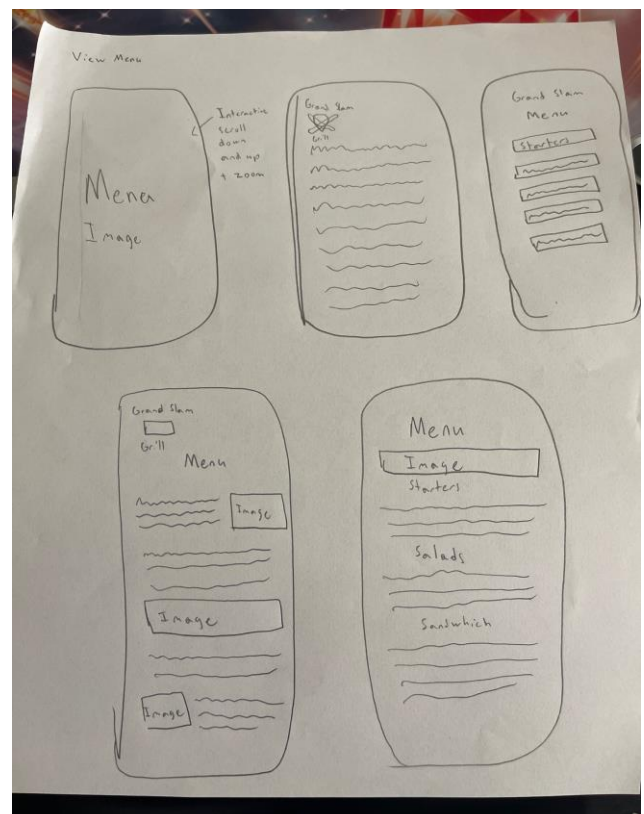 View Menu
Menu
Image
Interactive
scroll
down
and up
+ zoom
Grand Slam
Grill
Grand Slam
Menu
Starters
Grand Slam
Grill
Menu
Image
Image
Image
Menu
Image
Starters
Salads
Sandwhich